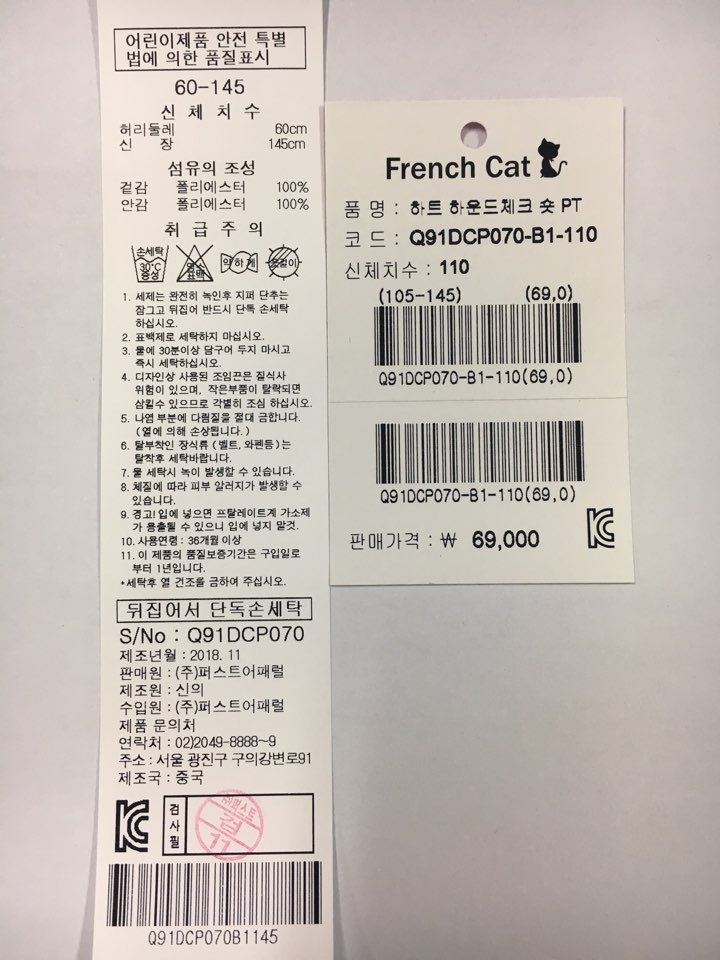 어린이제품 안전 특별
법에 의한 품질표시
60-145
신 체 치 수
허리둘레 60cm
신 장 145cm
섬유의 조성
겉감 폴리에스터 100%
안감 폴리에스터 100%
취 급 주 의
손세탁 30°C 중성 염소 표백 약하게 옷걸이
1. 세제는 완전히 녹인후 지퍼 단추는
잠그고 뒤집어 반드시 단독 손세탁
하십시오.
2. 표백제로 세탁하지 마십시오.
3. 물에 30분이상 담구어 두지 마시고
즉시 세탁하십시오.
4. 디자인상 사용된 조임끈은 질식사
위험이 있으며, 작은부품이 탈락되면
삼킬수 있으므로 각별히 조심 하십시오.
5. 나염 부분에 다림질을 절대 금합니다.
(열에 의해 손상됩니다.)
6. 탈부착인 장식류 (벨트, 와펜등)는
탈착후 세탁바랍니다.
7. 물 세탁시 녹이 발생할 수 있습니다.
8. 체질에 따라 피부 알러지가 발생할 수
있습니다.
9. 경고! 입에 넣으면 프탈레이트계 가소제
가 용출될 수 있으니 입에 넣지 말것.
10. 사용연령 : 36개월 이상
11. 이 제품의 품질보증기간은 구입일로
부터 1년입니다.
*세탁후 열 건조를 금하여 주십시오.
뒤집어서 단독손세탁
S/No : Q91DCP070
제조년월 : 2018. 11
판매원 : (주)퍼스트어패럴
제조원 : 신의
수입원 : (주)퍼스트어패럴
제품 문의처
연락처 : 02)2049-8888~9
주소 : 서울 광진구 구의강변로91
제조국 : 중국
검사필
㈜퍼스트
검
11
Q91DCP070B1145
French Cat
품 명 : 하트 하운드체크 숏 PT
코 드 : Q91DCP070-B1-110
신체치수 : 110
(105-145) (69,0)
Q91DCP070-B1-110(69,0)
Q91DCP070-B1-110(69,0)
판매가격 : ₩ 69,000